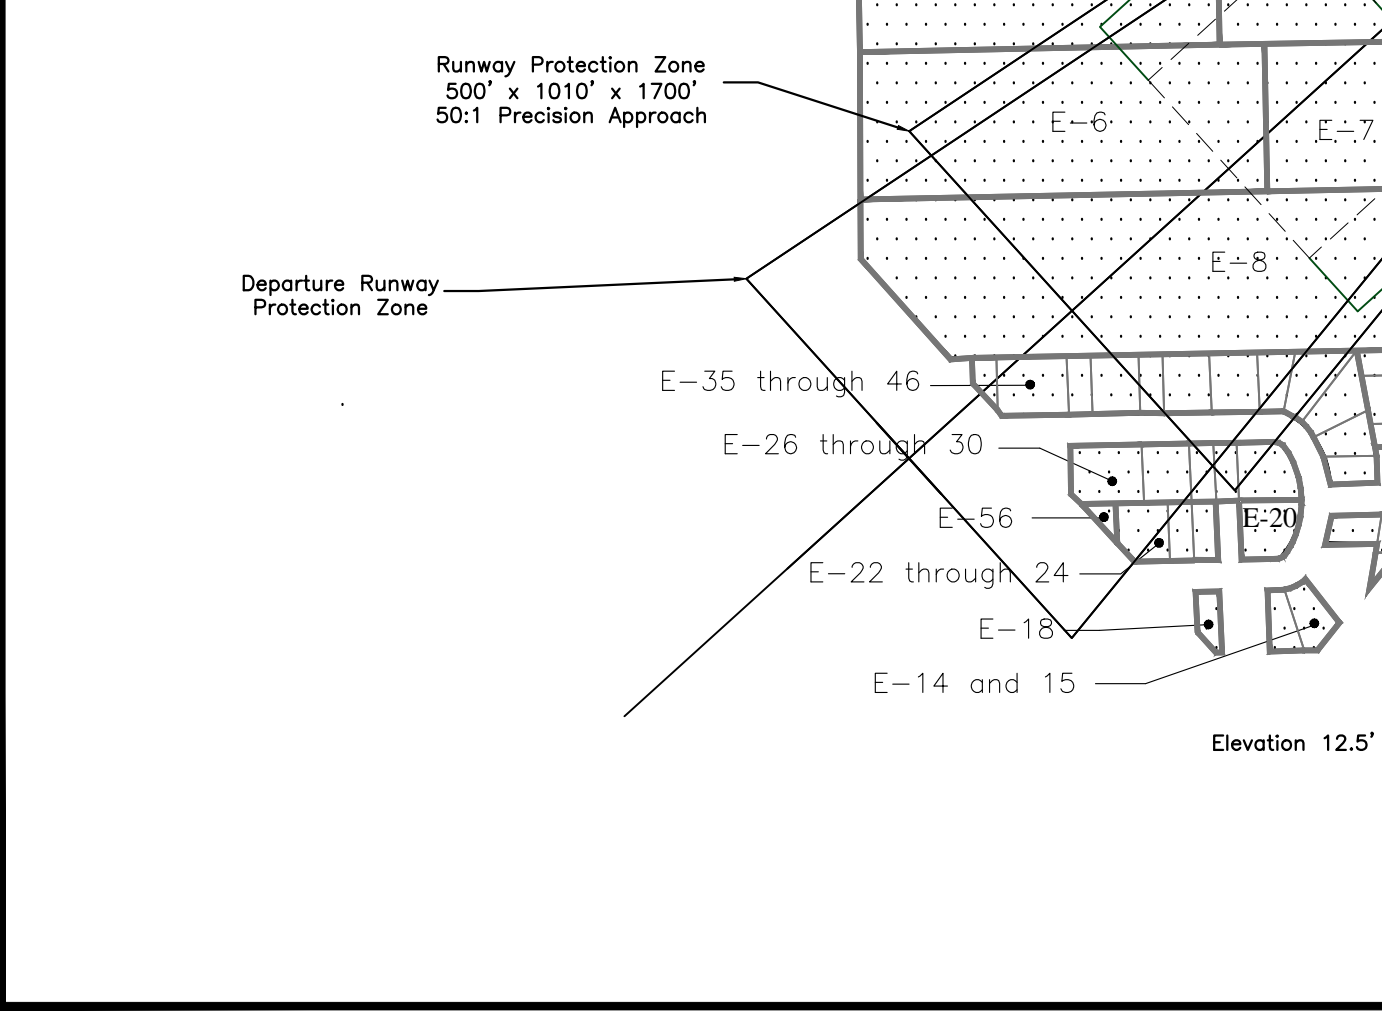 Runway Protection Zone
500' x 1010' x 1700'
50:1 Precision Approach
E-6
E-7
E-8
Departure Runway
Protection Zone
E-35 through 46
E-26 through 30
E-56
E-20
E-22 through 24
E-18
E-14 and 15
Elevation 12.5'